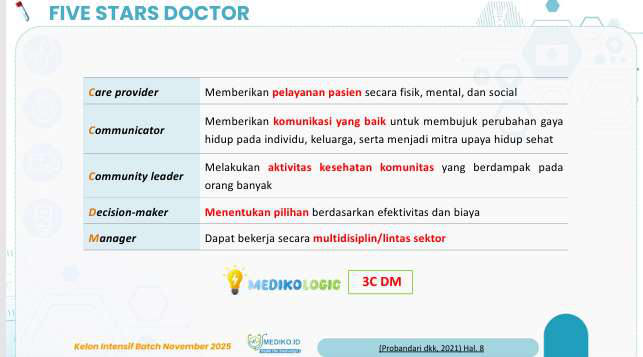 FIVE STARS DOCTOR
Care provider
Memberikan pelayanan pasien secara fisik, mental, dan social
Communicator
Memberikan komunikasi yang baik untuk membujuk perubahan gaya
hidup pada individu, keluarga, serta menjadi mitra upaya hidup sehat
Community leader
Melakukan aktivitas kesehatan komunitas yang berdampak pada
orang banyak
Decision-maker
Menentukan pilihan berdasarkan efektivitas dan biaya
Manager
Dapat bekerja secara multidisiplin/lintas sektor
MEDIKOLOGIC
3C DM
Kelon Intensif Batch November 2025
MEDIKO.ID
(Probandari dkk, 2021) Hal. 8